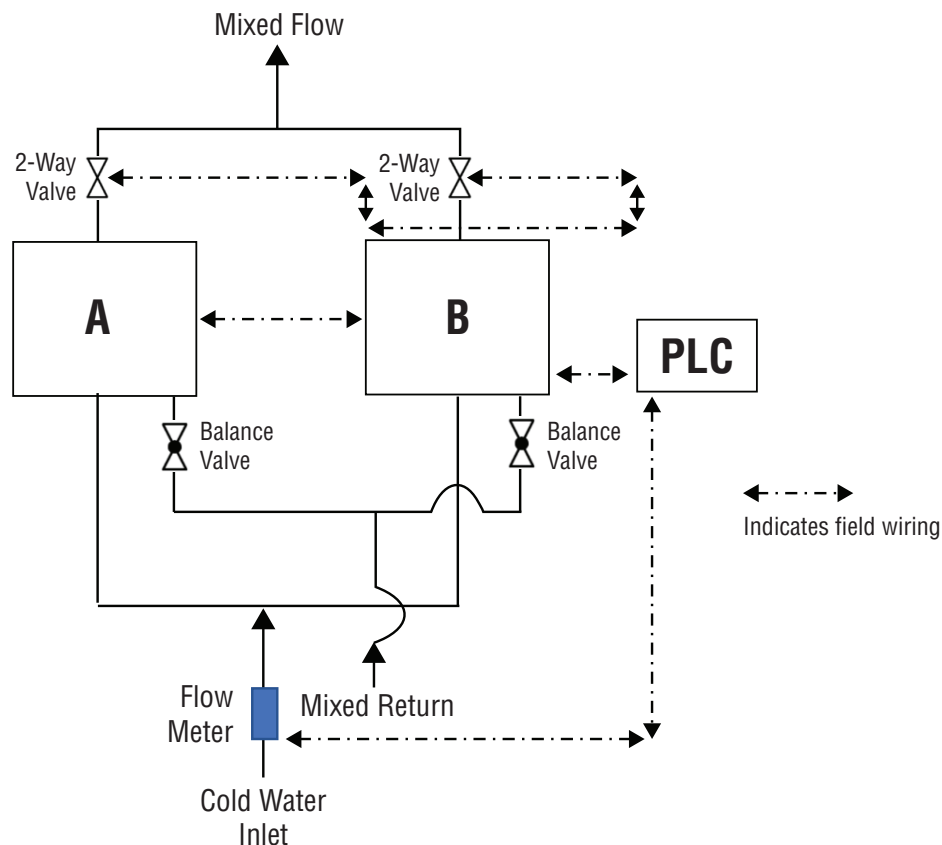 Mixed Flow
2-Way
Valve
2-Way
Valve
A
B
PLC
Balance
Valve
Balance
Valve
Indicates field wiring
Flow
Meter
Mixed Return
Cold Water
Inlet